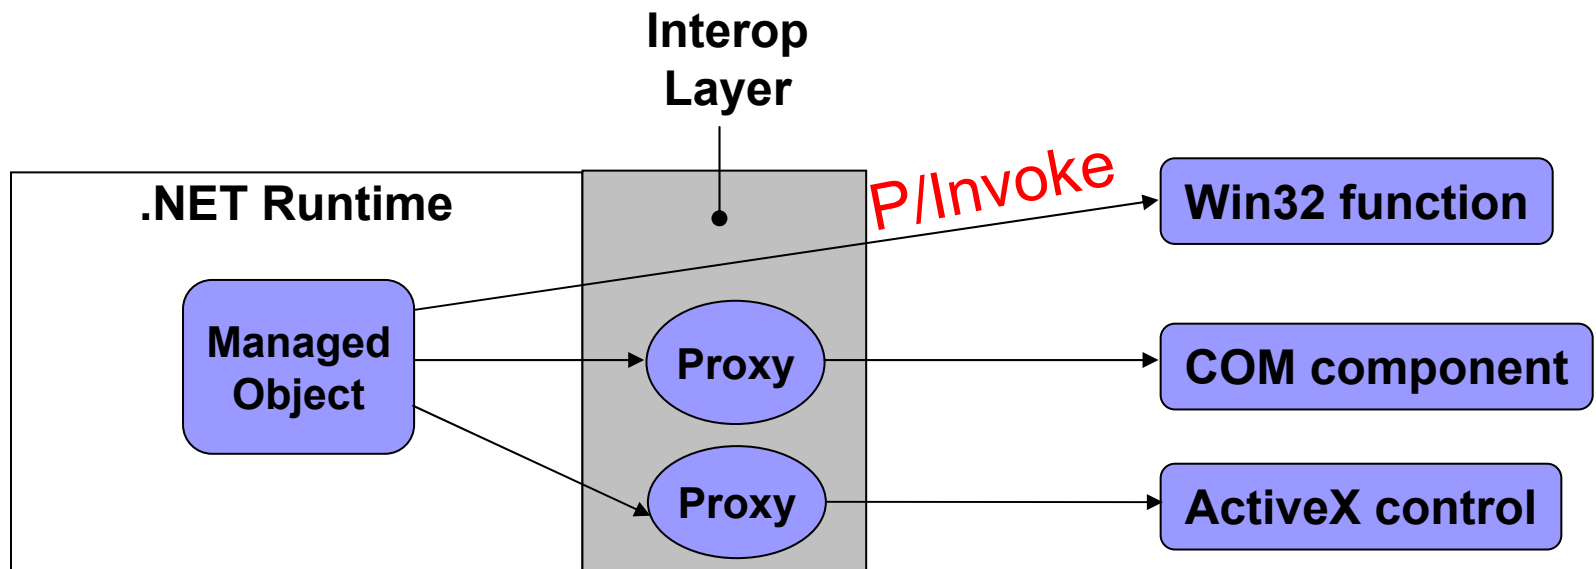 Interop
Layer
.NET Runtime
P/Invoke
Win32 function
Managed
Object
Proxy
COM component
Proxy
ActiveX control